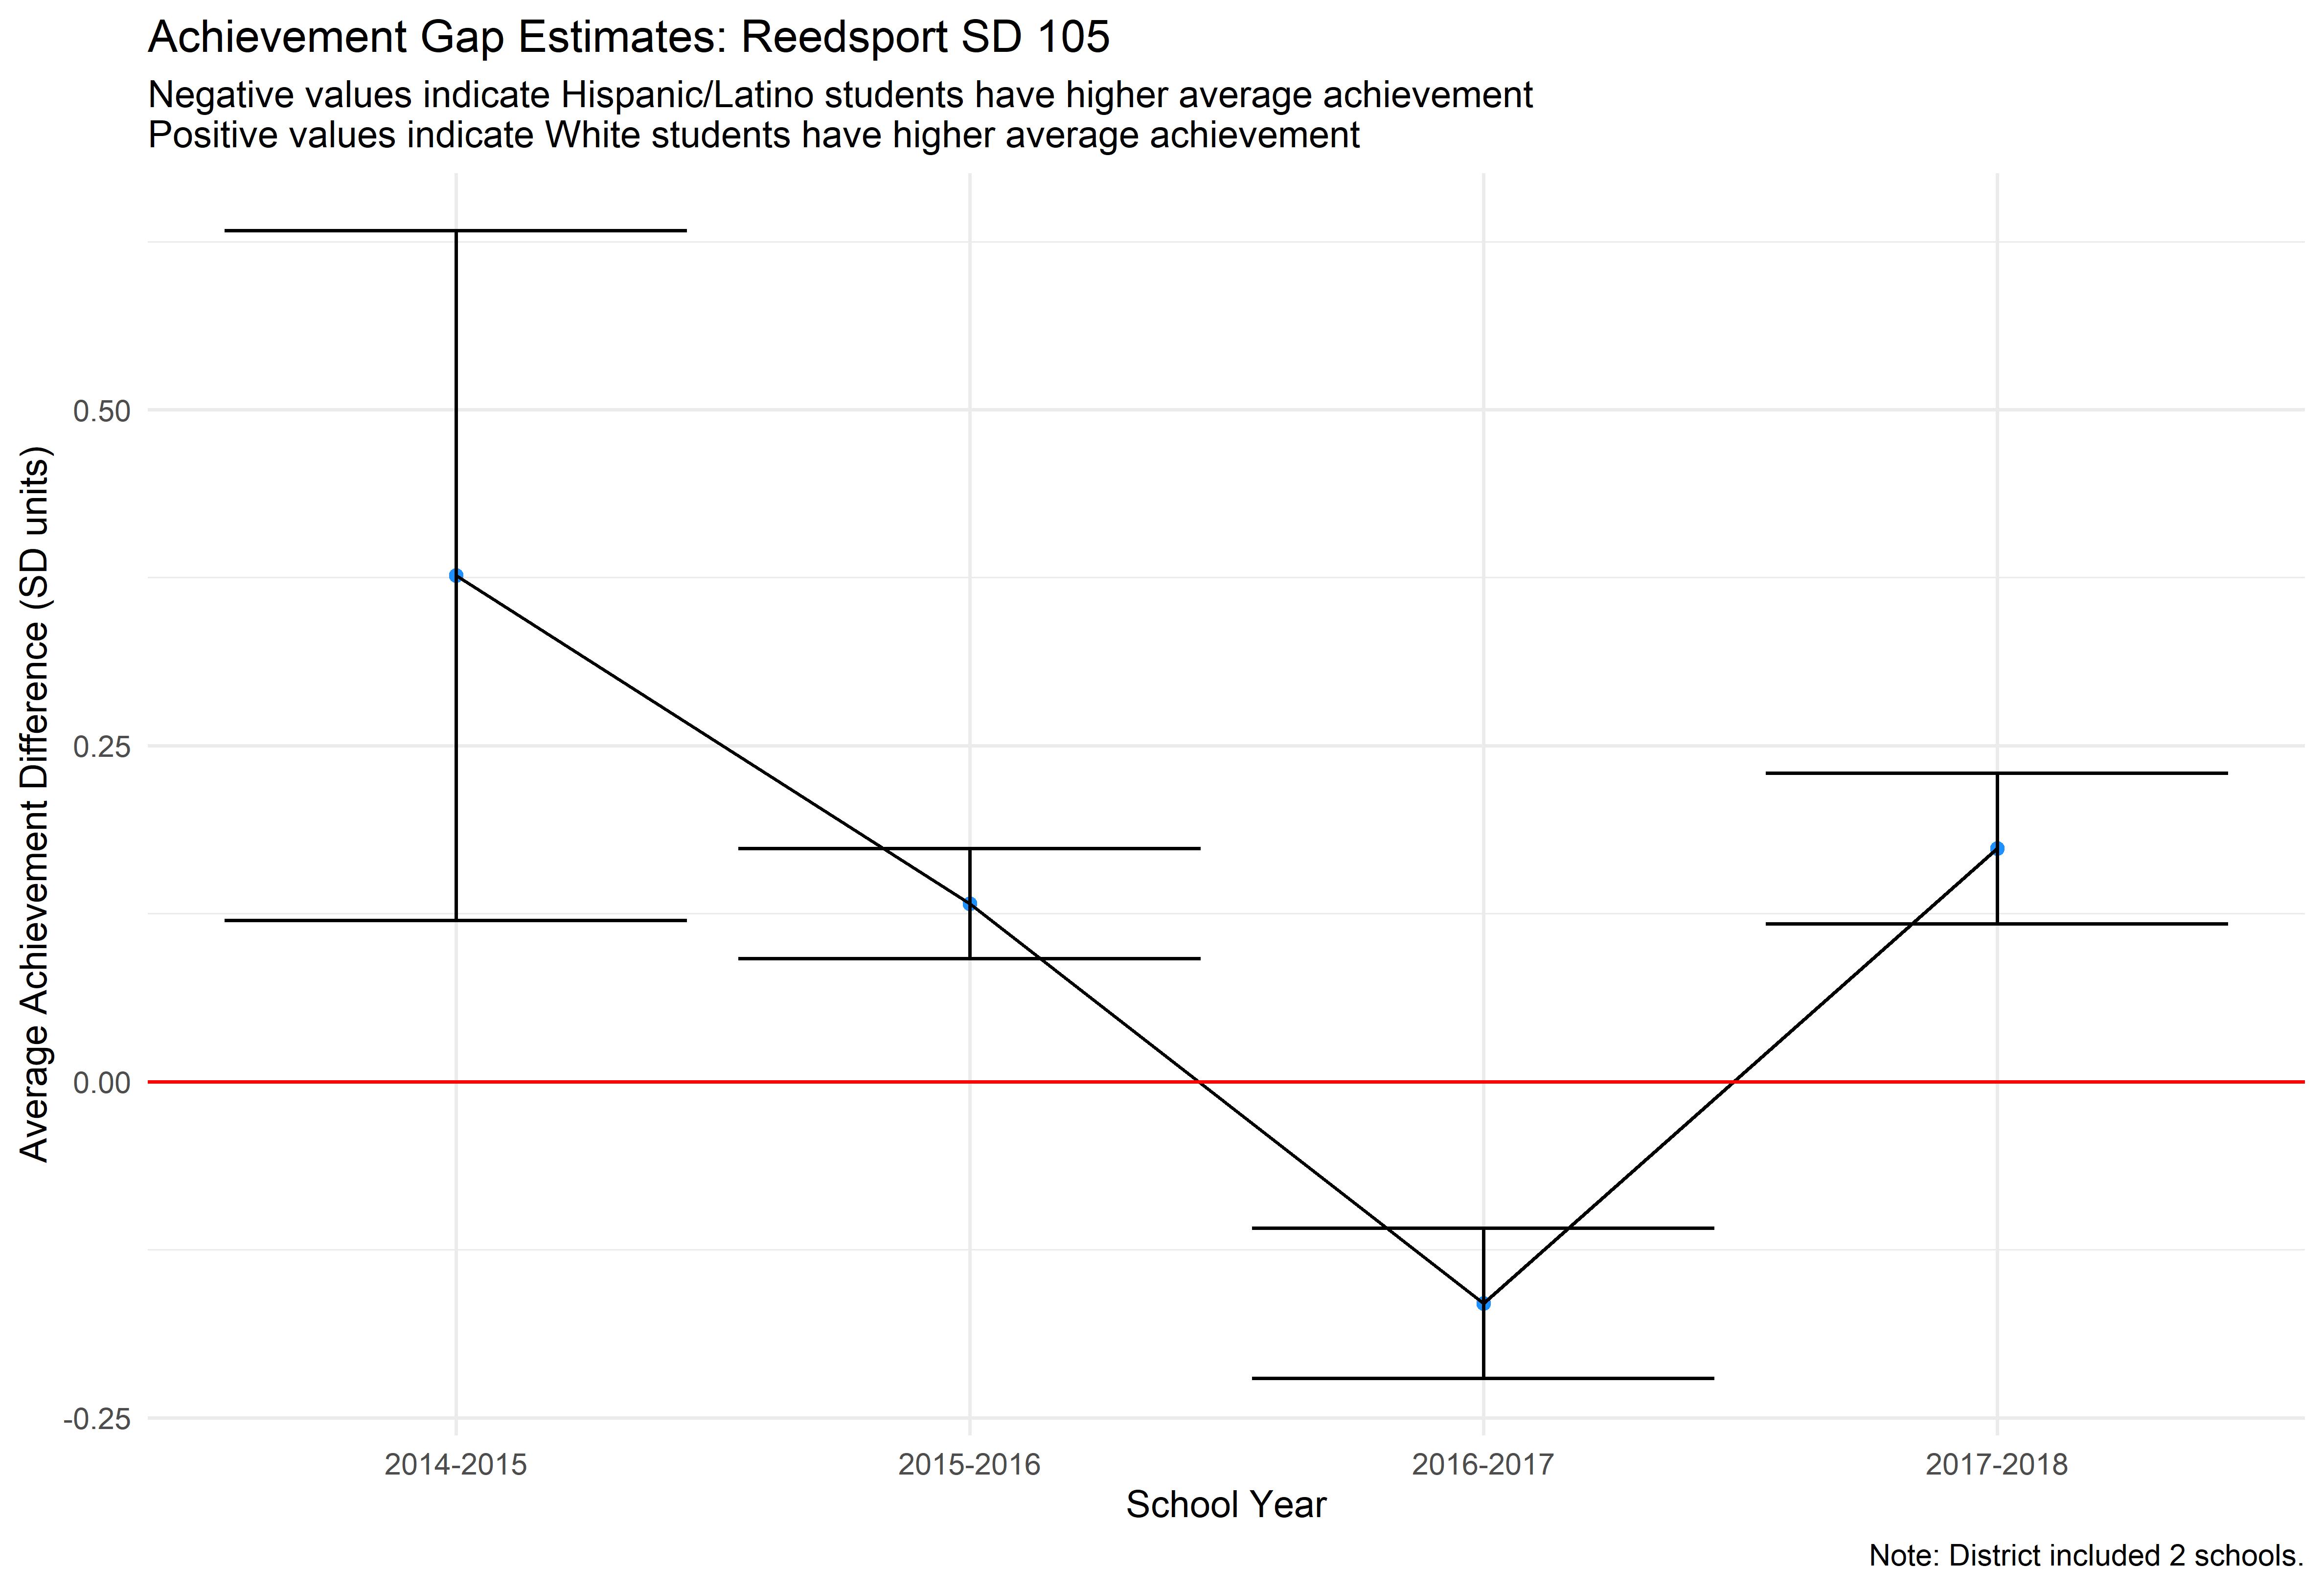 Achievement Gap Estimates: Reedsport SD 105
Negative values indicate Hispanic/Latino students have higher average achievement
Positive values indicate White students have higher average achievement
Average Achievement Difference (SD units)
0.50
0.25
0.00
-0.25
2014-2015
2015-2016
2016-2017
2017-2018
School Year
Note: District included 2 schools.